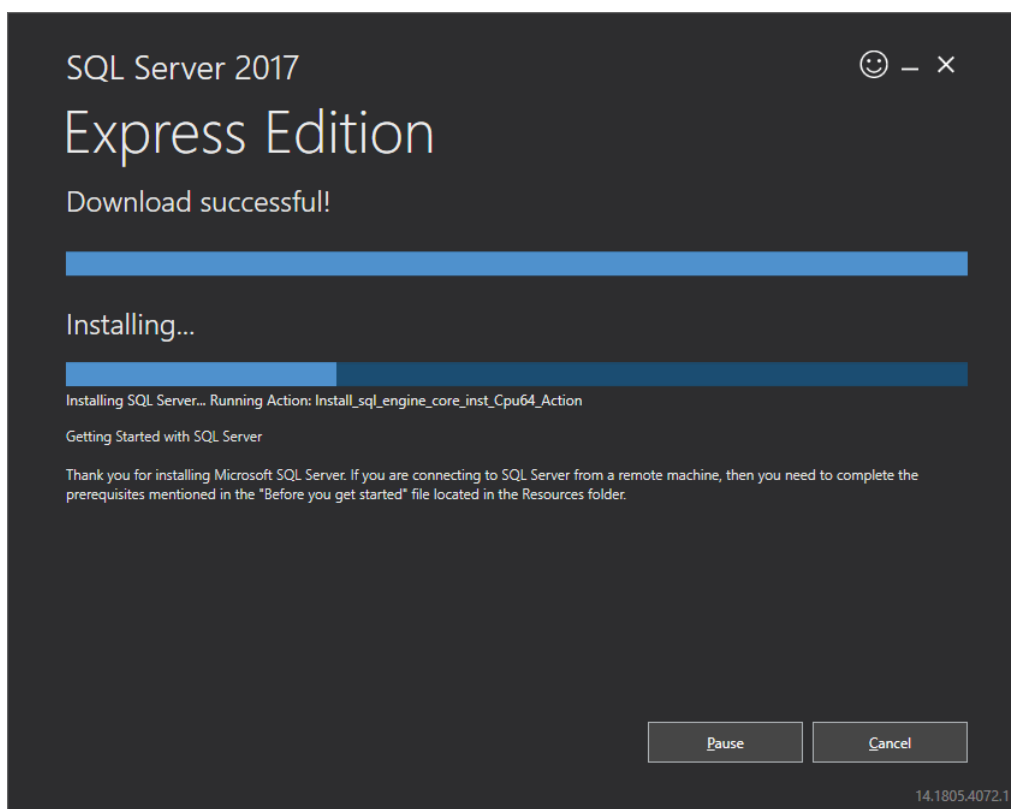 SQL Server 2017
Express Edition
Download successful!
Installing...
Installing SQL Server... Running Action: Install_sql_engine_core_inst_Cpu64_Action
Getting Started with SQL Server
Thank you for installing Microsoft SQL Server. If you are connecting to SQL Server from a remote machine, then you need to complete the
prerequisites mentioned in the "Before you get started" file located in the Resources folder.
Pause
Cancel
14.1805.4072.1